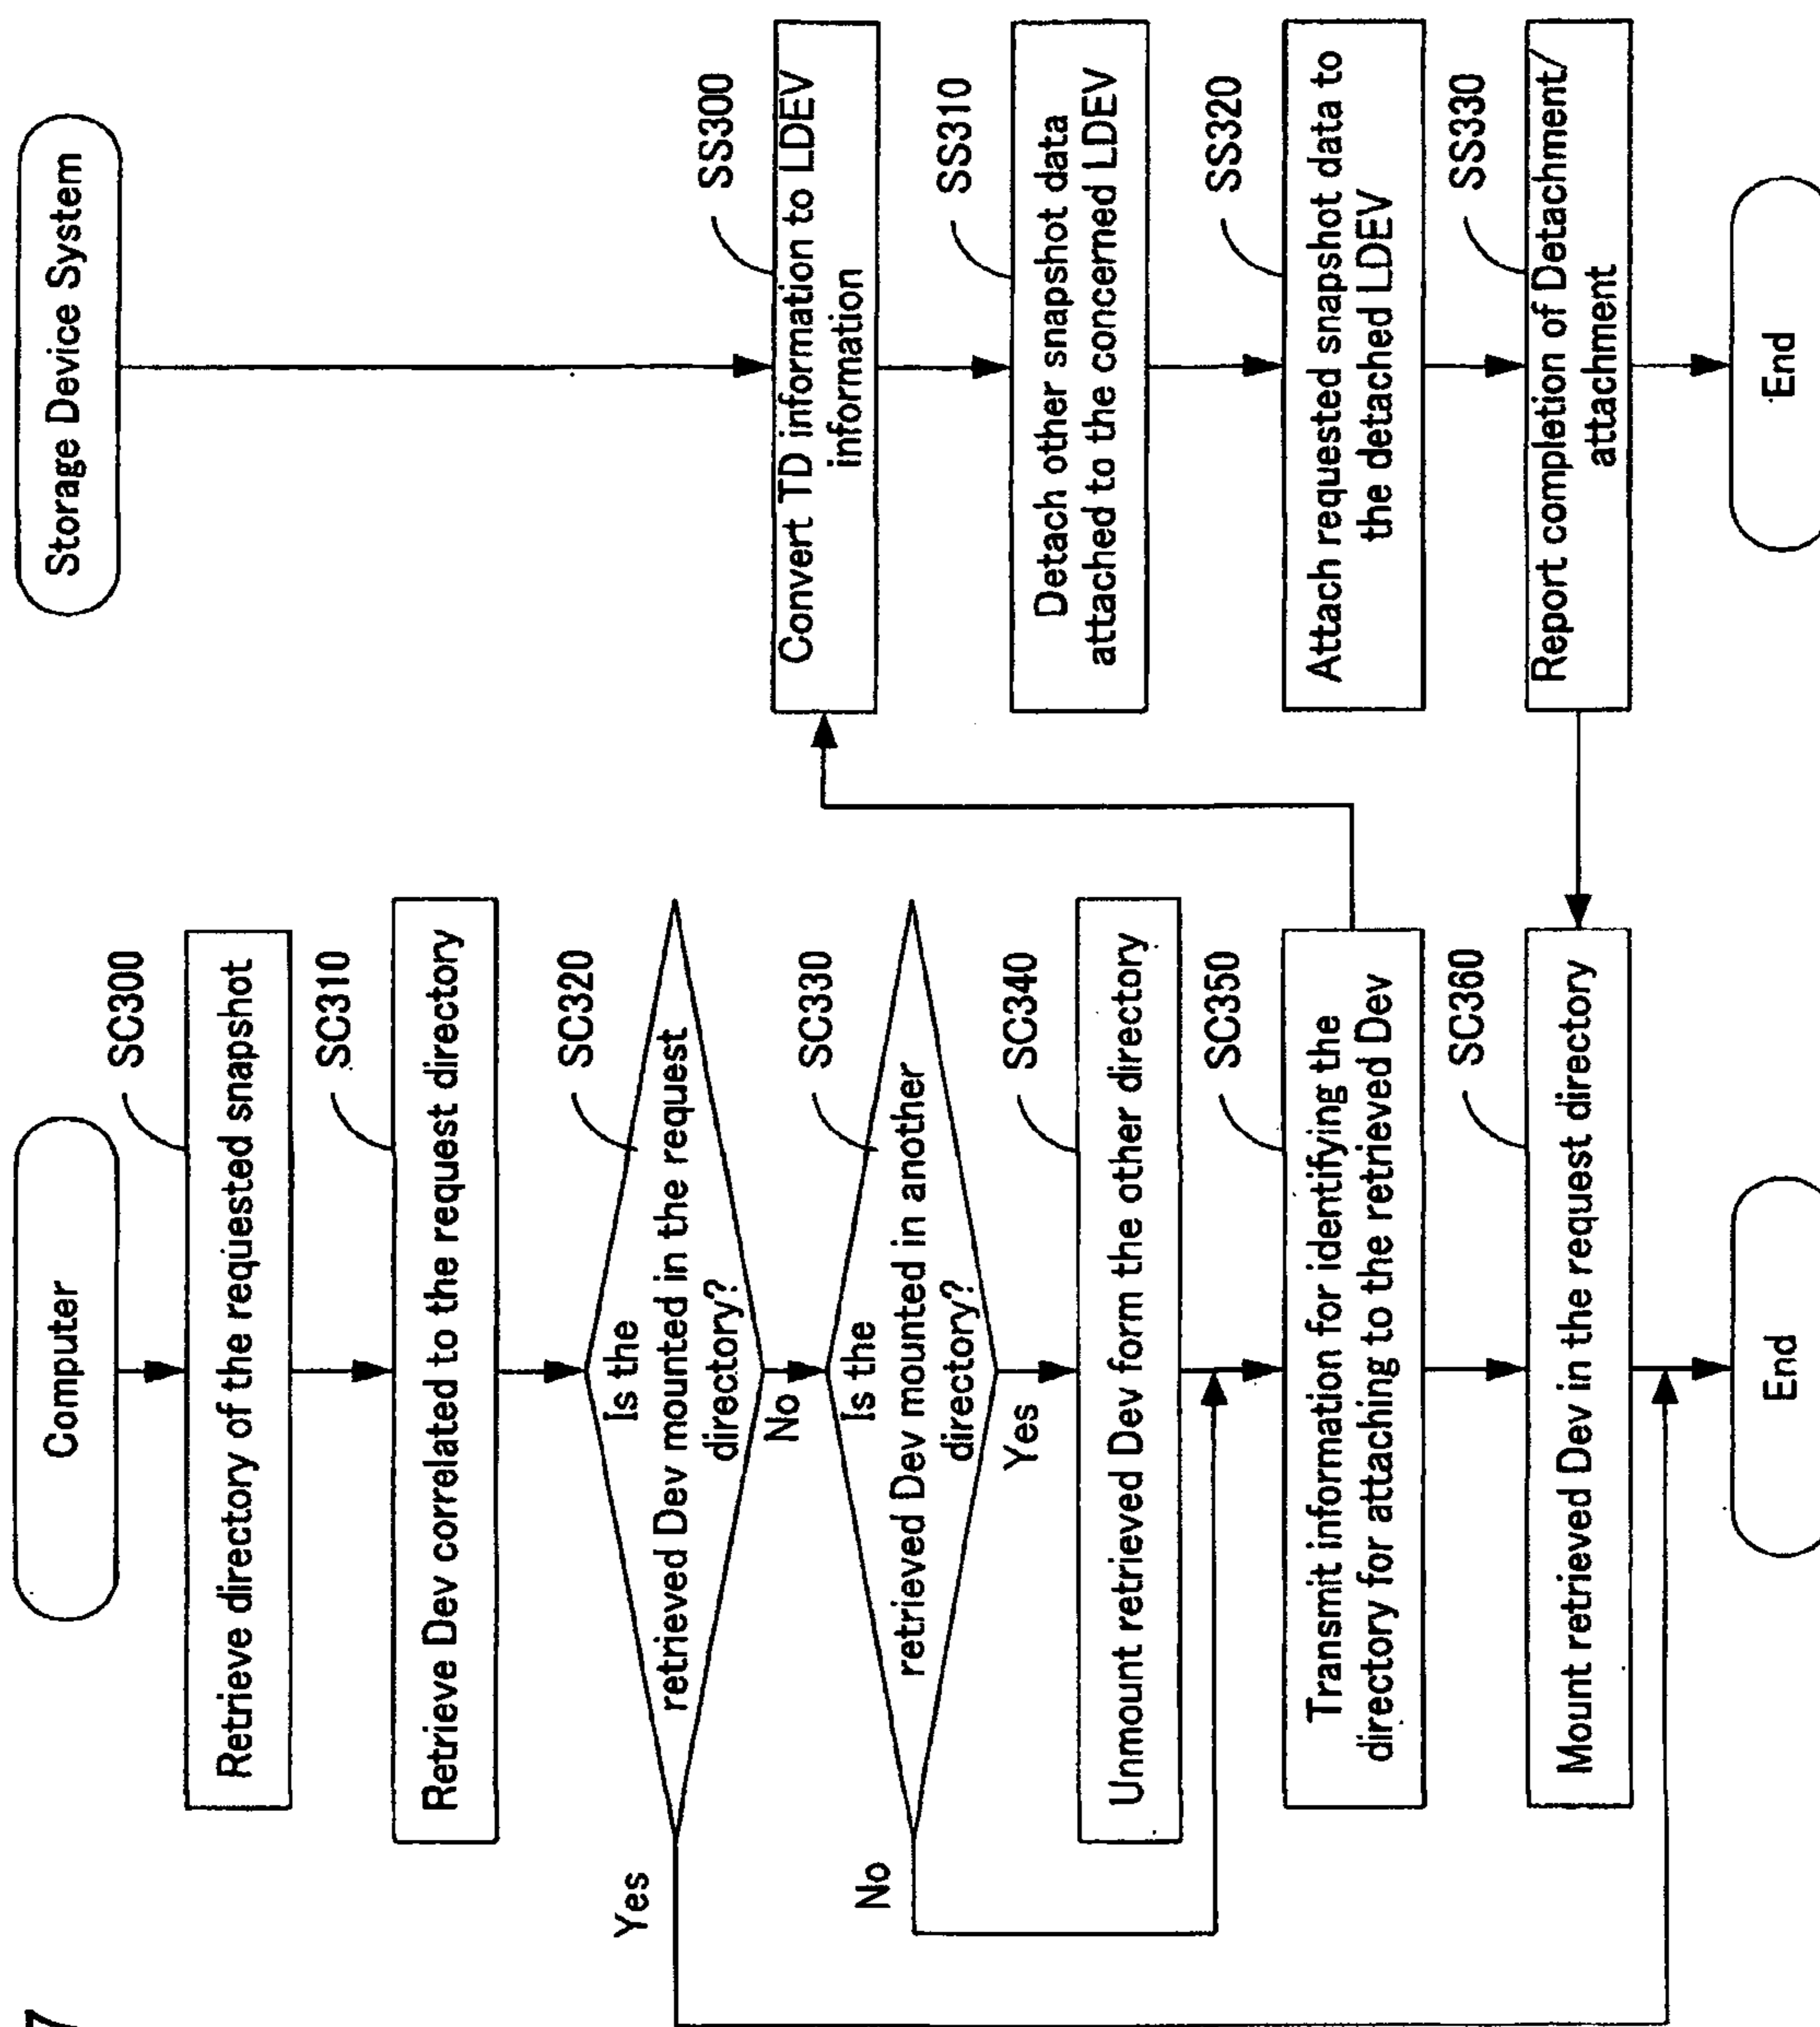 7
Computer
SC300
Retrieve directory of the requested snapshot
SC310
Retrieve Dev correlated to the request directory
SC320
Is the
retrieved Dev mounted in the request
directory?
Yes
No
SC330
Is the
retrieved Dev mounted in another
directory?
No
Yes
SC340
Unmount retrieved Dev form the other directory
SC350
Transmit information for identifying the
directory for attaching to the retrieved Dev
SC360
Mount retrieved Dev in the request directory
End
Storage Device System
SS300
Convert TD information to LDEV
information
SS310
Detach other snapshot data
attached to the concerned LDEV
SS320
Attach requested snapshot data to
the detached LDEV
SS330
Report completion of Detachment/
attachment
End